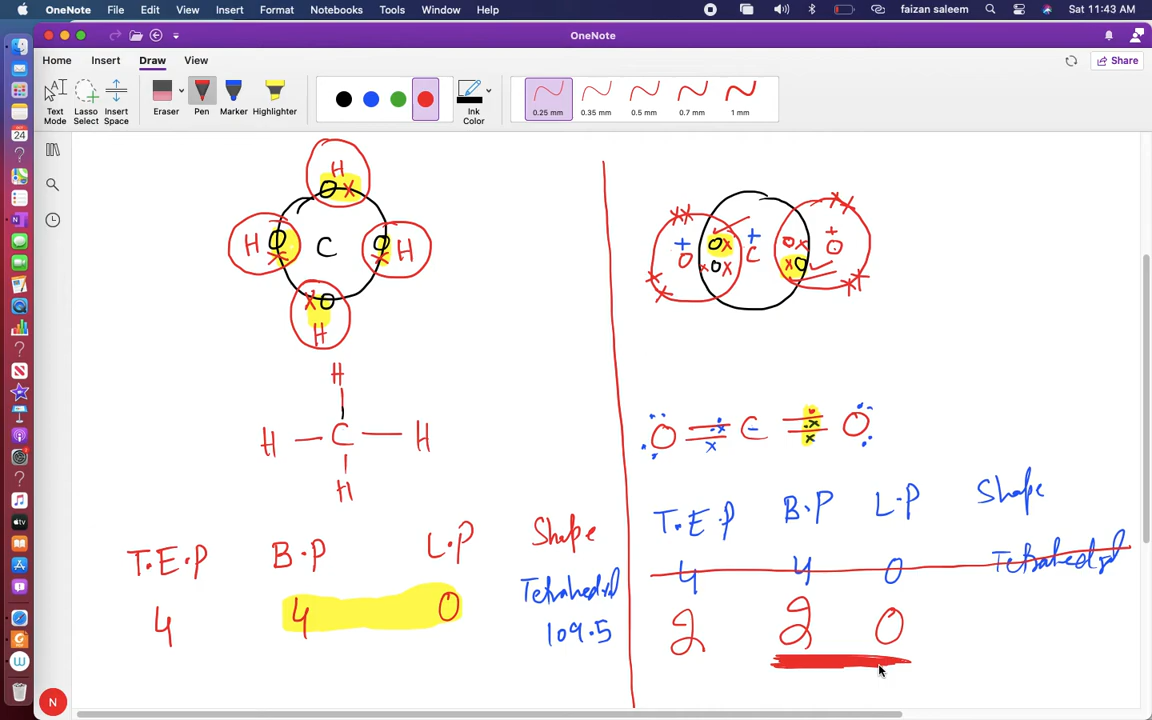 OneNote File Edit View Insert Format Notebooks Tools Window Help faizan saleem Sat 11:43 AM
OneNote
Home Insert Draw View Share
Text Mode Lasso Select Insert Space Eraser Pen Marker Highlighter Ink Color 0.25 mm 0.35 mm 0.5 mm 0.7 mm 1 mm
24
H
O X
H O X C O X H
X O
H
H
H — C — H
H
T.E.P B.P L.P Shape
4 4 0 Tetrahedral
109.5
+ + +
O C O
O = C = O
T.E.P B.P L.P Shape
4 4 0 Tetrahedral
2 2 0
N